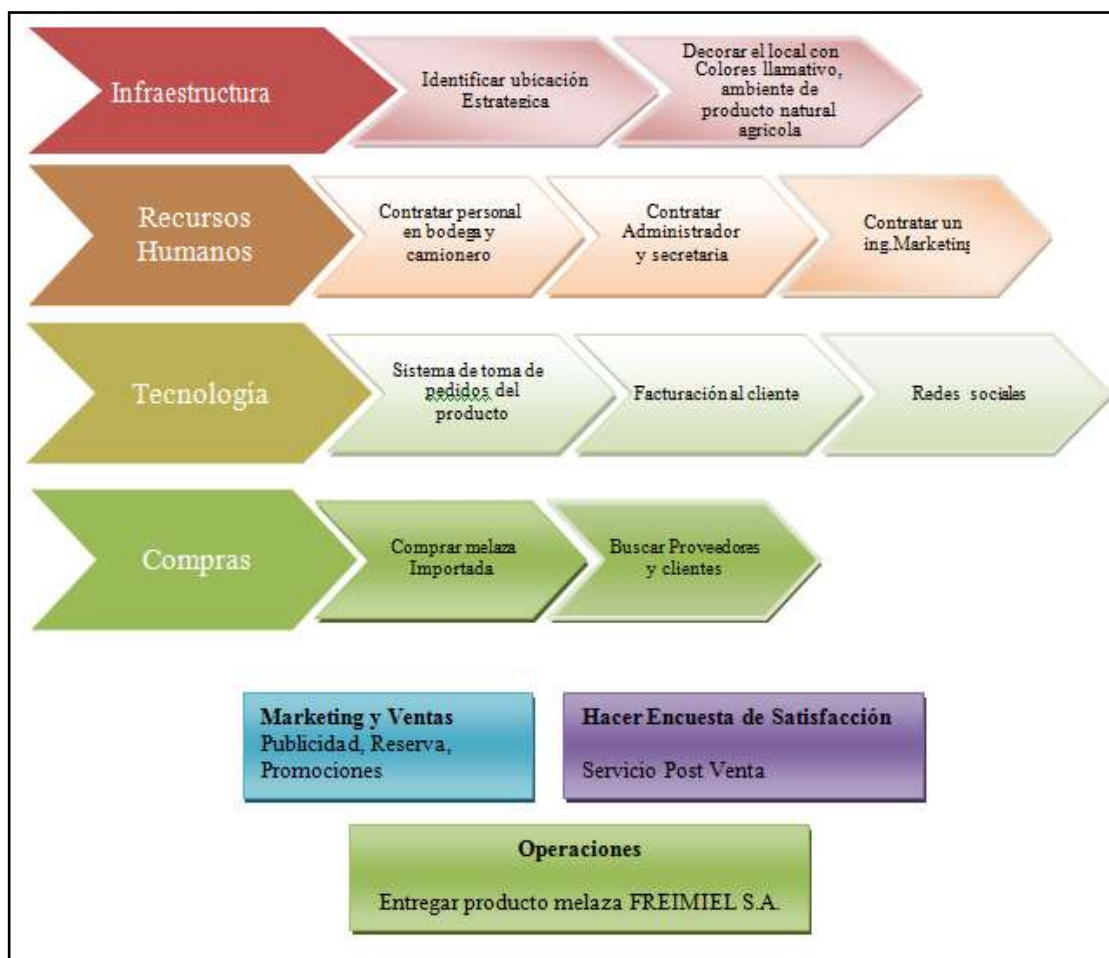 Infraestructura
Identificar ubicación
Estrategica
Decorar el local con
Colores llamativo,
ambiente de
producto natural
agricola
Recursos
Humanos
Contratar personal
en bodega y
camionero
Contratar
Administrador
y secretaria
Contratar un
ing.Marketing
Tecnología
Sistema de toma de
pedidos del
producto
Facturación al cliente
Redes sociales
Compras
Comprar melaza
Importada
Buscar Proveedores
y clientes
Marketing y Ventas
Publicidad, Reserva,
Promociones
Hacer Encuesta de Satisfacción
Servicio Post Venta
Operaciones
Entregar producto melaza FREIMIEL S.A.